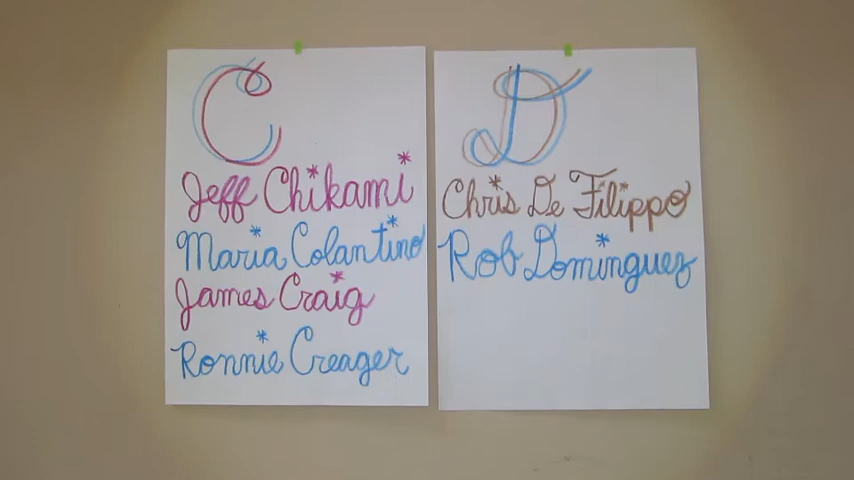 C
Jeff Chikami
Maria Colantino
James Craig
Ronnie Creager
D
Chris De Filippo
Rob Dominguez